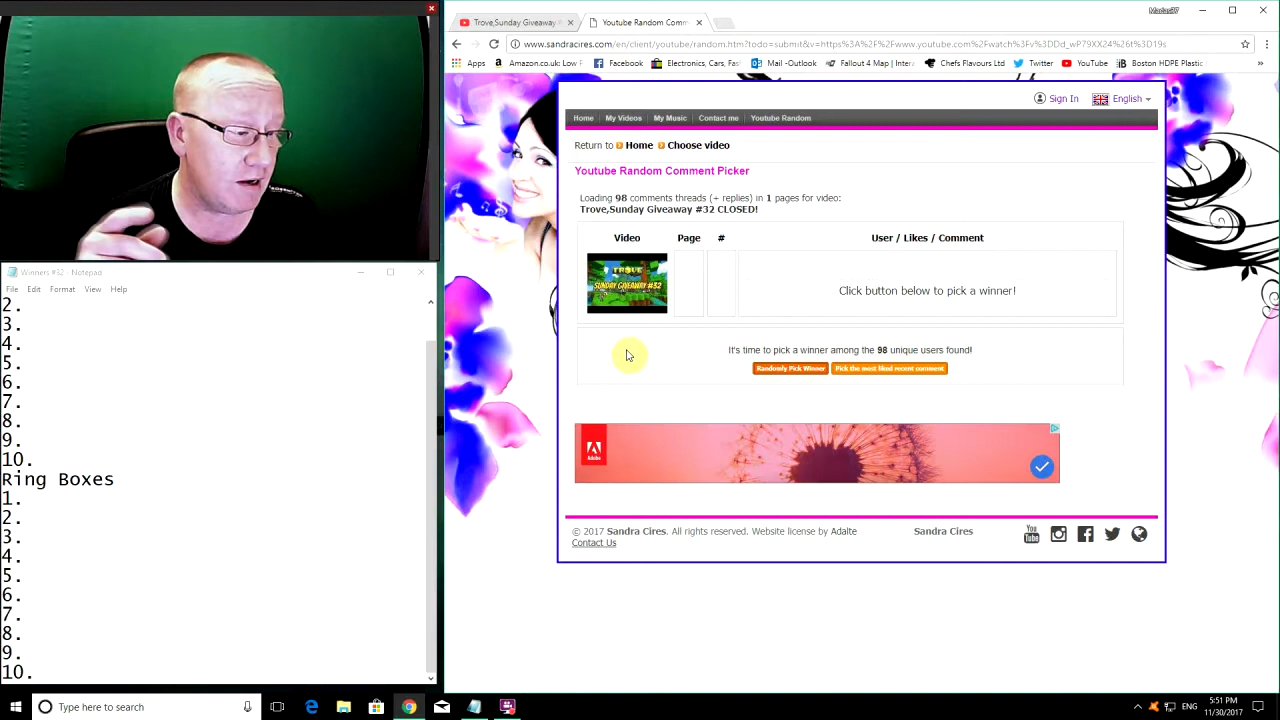 Trove,Sunday Giveaway
Youtube Random Comm
www.sandracires.com/en/client/youtube/random.htm?todo=submit&v=https%3A%2F%2Fwww.youtube.com%2Fwatch%3Fv%3DDd_wP79XX24%26t%3D19s
Apps
Amazon.co.uk: Low F
Facebook
Electronics, Cars, Fas
Mail -Outlook
Fallout 4 Map | Intera
Chefs Flavours Ltd
Twitter
YouTube
Boston HDPE Plastic
»
Sign In
English
Home
My Videos
My Music
Contact me
Youtube Random
Return to Home Choose video
Youtube Random Comment Picker
Loading 98 comments threads (+ replies) in 1 pages for video:
Trove,Sunday Giveaway #32 CLOSED!
Video Page # User / Likes / Comment
TROVE
SUNDAY GIVEAWAY #32
Click button below to pick a winner!
It's time to pick a winner among the 98 unique users found!
Randomly Pick Winner
Pick the most liked recent comment
Adobe
© 2017 Sandra Cires. All rights reserved. Website license by Adalte
Contact Us
Sandra Cires
You
Tube
Winners #32 - Notepad
File Edit Format View Help
2.
3.
4.
5.
6.
7.
8.
9.
10.
Ring Boxes
1.
2.
3.
4.
5.
6.
7.
8.
9.
10.
Type here to search
ENG
5:51 PM
11/30/2017